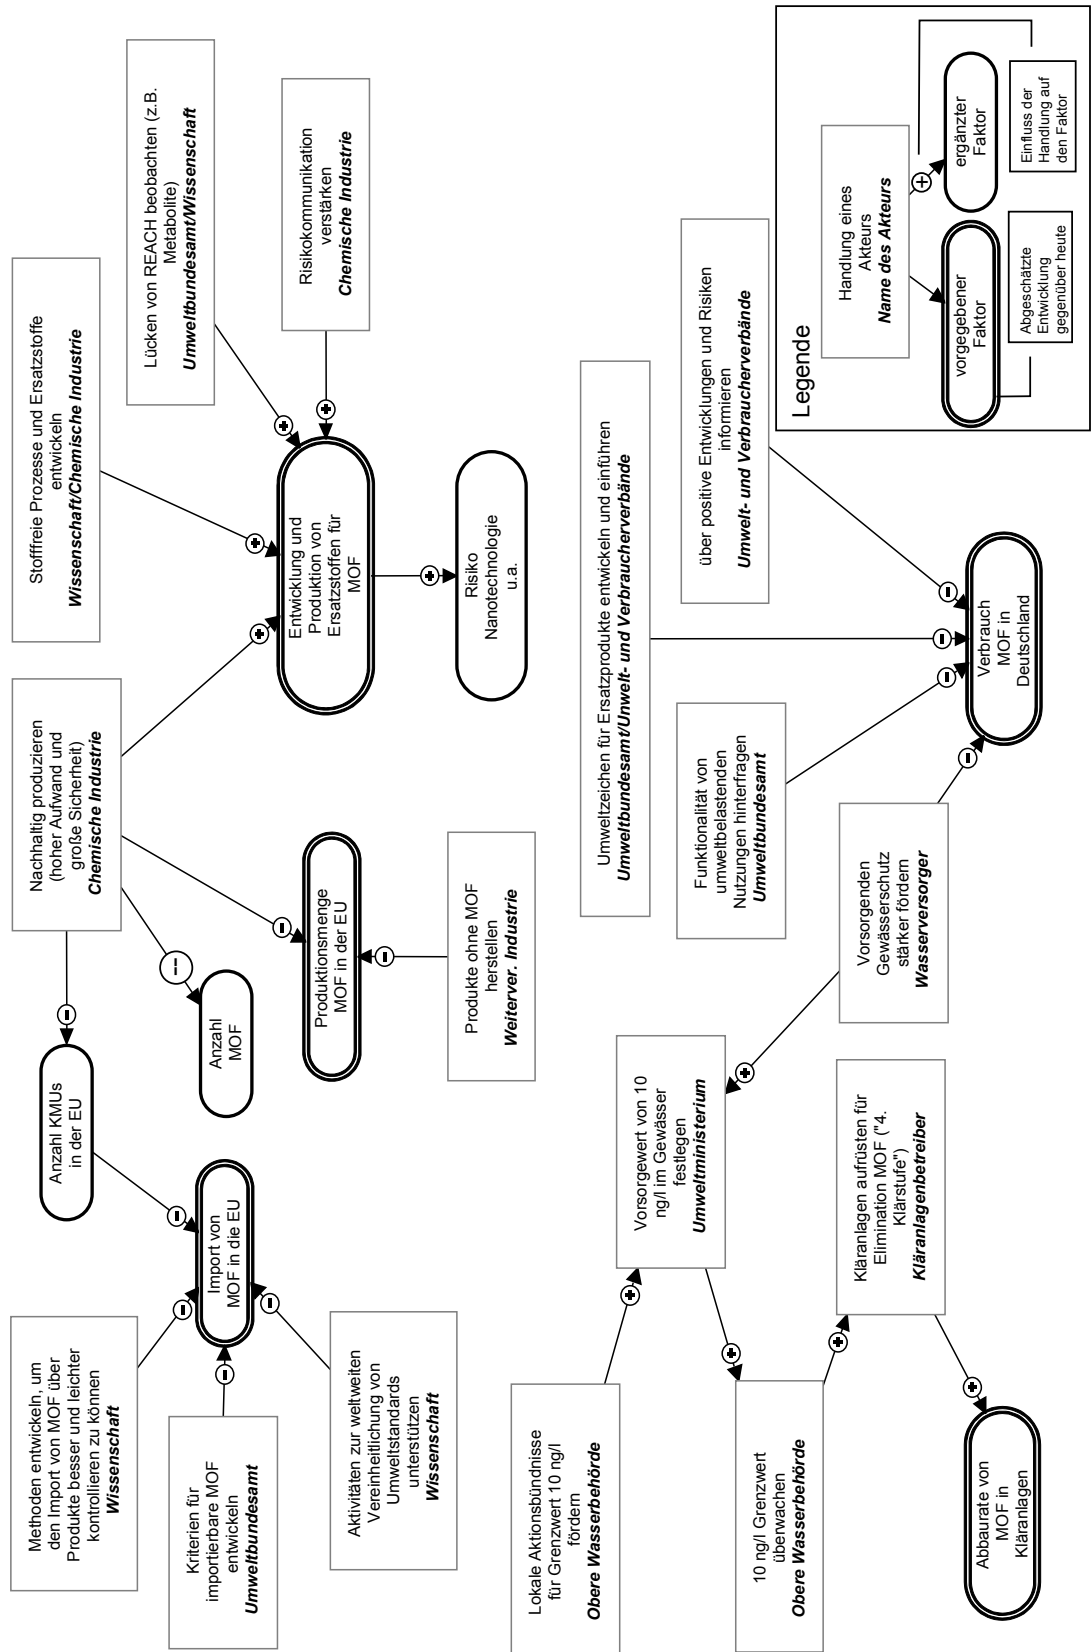 Methoden entwickeln, um
den Import von MOF über
Produkte besser und leichter
kontrollieren zu können
Wissenschaft
Kriterien für
importierbare MOF
entwickeln
Umweltbundesamt
Aktivitäten zur weltweiten
Vereinheitlichung von
Umweltstandards
unterstützen
Wissenschaft
Import von
MOF in die EU
Anzahl KMUs
in der EU
Anzahl
MOF
Nachhaltig produzieren
(hoher Aufwand und
große Sicherheit)
Chemische Industrie
Produktionsmenge
MOF in der EU
Produkte ohne MOF
herstellen
Weiterver. Industrie
Stofffreie Prozesse und Ersatzstoffe
entwickeln
Wissenschaft/Chemische Industrie
Lücken von REACH beobachten (z.B.
Metabolite)
Umweltbundesamt/Wissenschaft
Risikokommunikation
verstärken
Chemische Industrie
Entwicklung und
Produktion von
Ersatzstoffen für
MOF
Risiko
Nanotechnologie
u.a.
Lokale Aktionsbündnisse
für Grenzwert 10 ng/l
fördern
Obere Wasserbehörde
10 ng/l Grenzwert
überwachen
Obere Wasserbehörde
Abbaurate von
MOF in
Kläranlagen
Vorsorgewert von 10
ng/l im Gewässer
festlegen
Umweltministerium
Kläranlagen aufrüsten für
Elimination MOF ("4.
Klärstufe")
Kläranlagenbetreiber
Vorsorgenden
Gewässerschutz
stärker fördern
Wasserversorger
Funktionalität von
umweltbelastenden
Nutzungen hinterfragen
Umweltbundesamt
Umweltzeichen für Ersatzprodukte entwickeln und einführen
Umweltbundesamt/Unwelt- und Verbraucherverbände
über positive Entwicklungen und Risiken
informieren
Umwelt- und Verbraucherverbände
Verbrauch
MOF in
Deutschland
Legende
Handlung eines
Akteurs
Name des Akteurs
vorgegebener
Faktor
ergänzter
Faktor
Abgeschätzte
Entwicklung
gegenüber heute
Einfluss der
Handlung auf
den Faktor